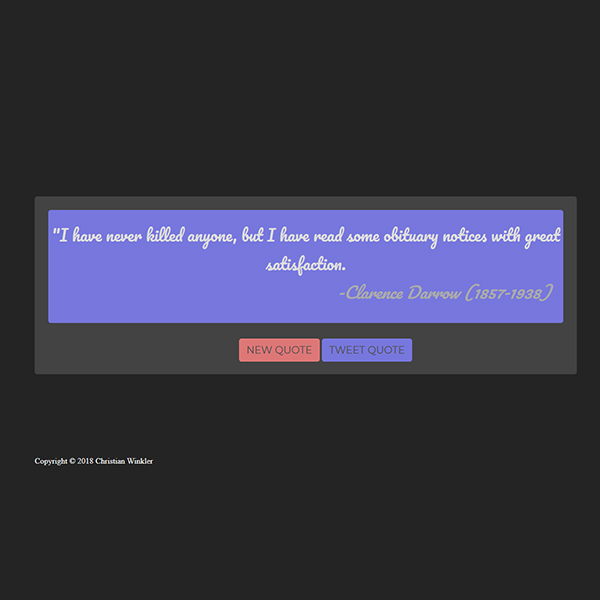 "I have never killed anyone, but I have read some obituary notices with great
satisfaction.
-Clarence Darrow (1857-1938)
NEW QUOTE TWEET QUOTE
Copyright © 2018 Christian Winkler